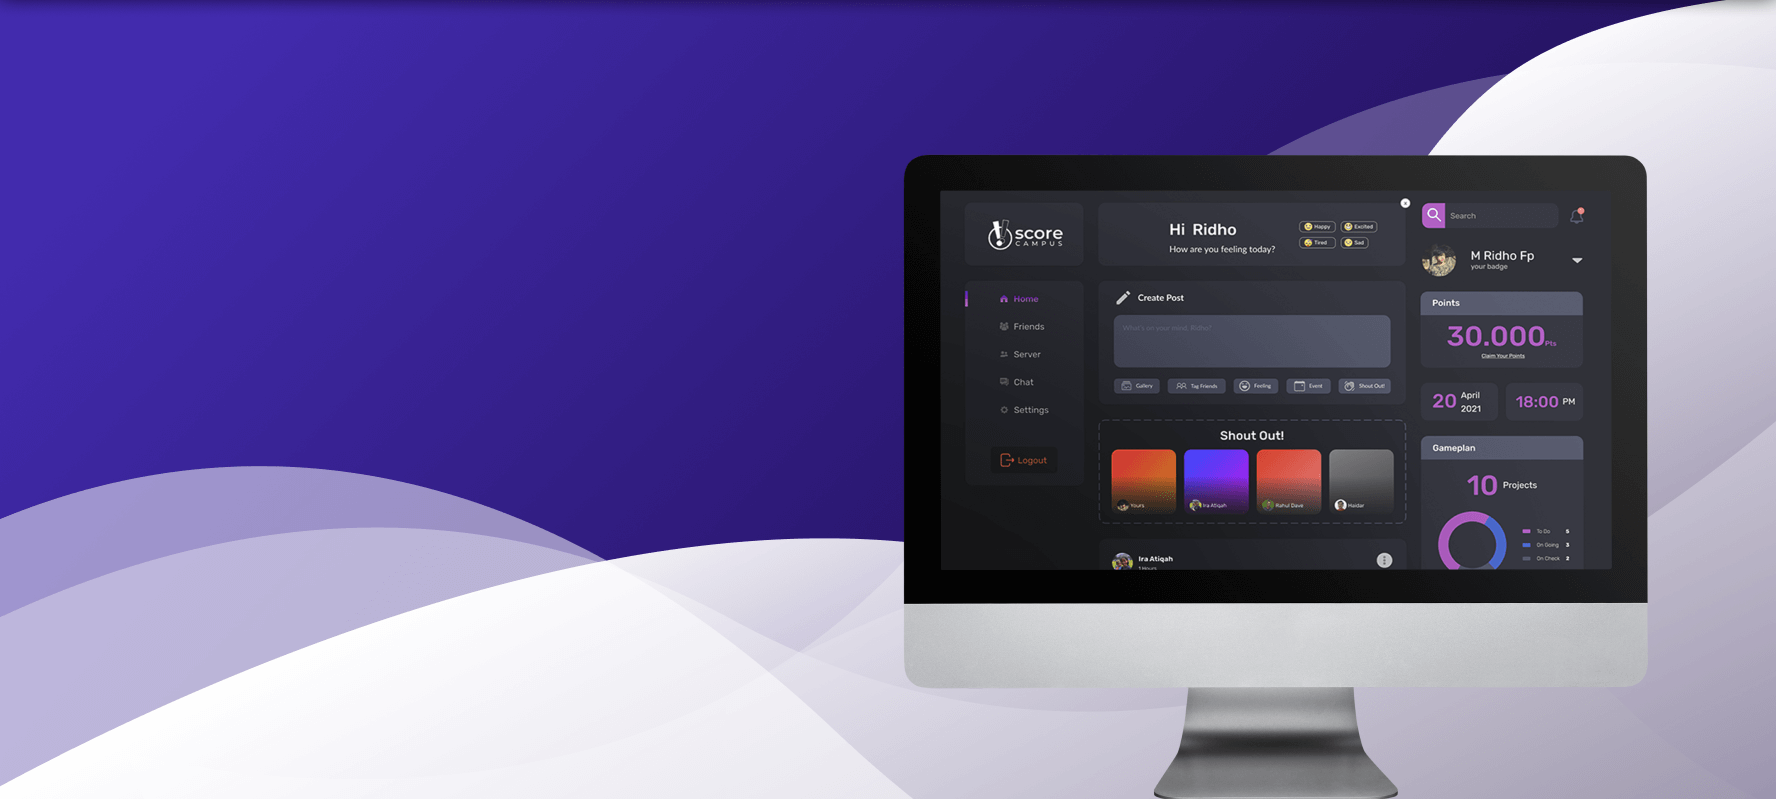 score
CAMPUS
Home
Friends
Server
Chat
Settings
Logout
Hi Ridho
How are you feeling today?
Happy
Excited
Tired
Sad
Create Post
What's on your mind, Ridho?
Gallery
Tag Friends
Feeling
Event
Shout Out!
Shout Out!
Yours
Ira Atiqah
Rahul Dave
Haidar
Ira Atiqah
1 Hours
Search
M Ridho Fp
your badge
Points
30.000 Pts
Claim Your Points
20 April
2021
18:00 PM
Gameplan
10 Projects
To Do 5
On Going 3
On Check 2